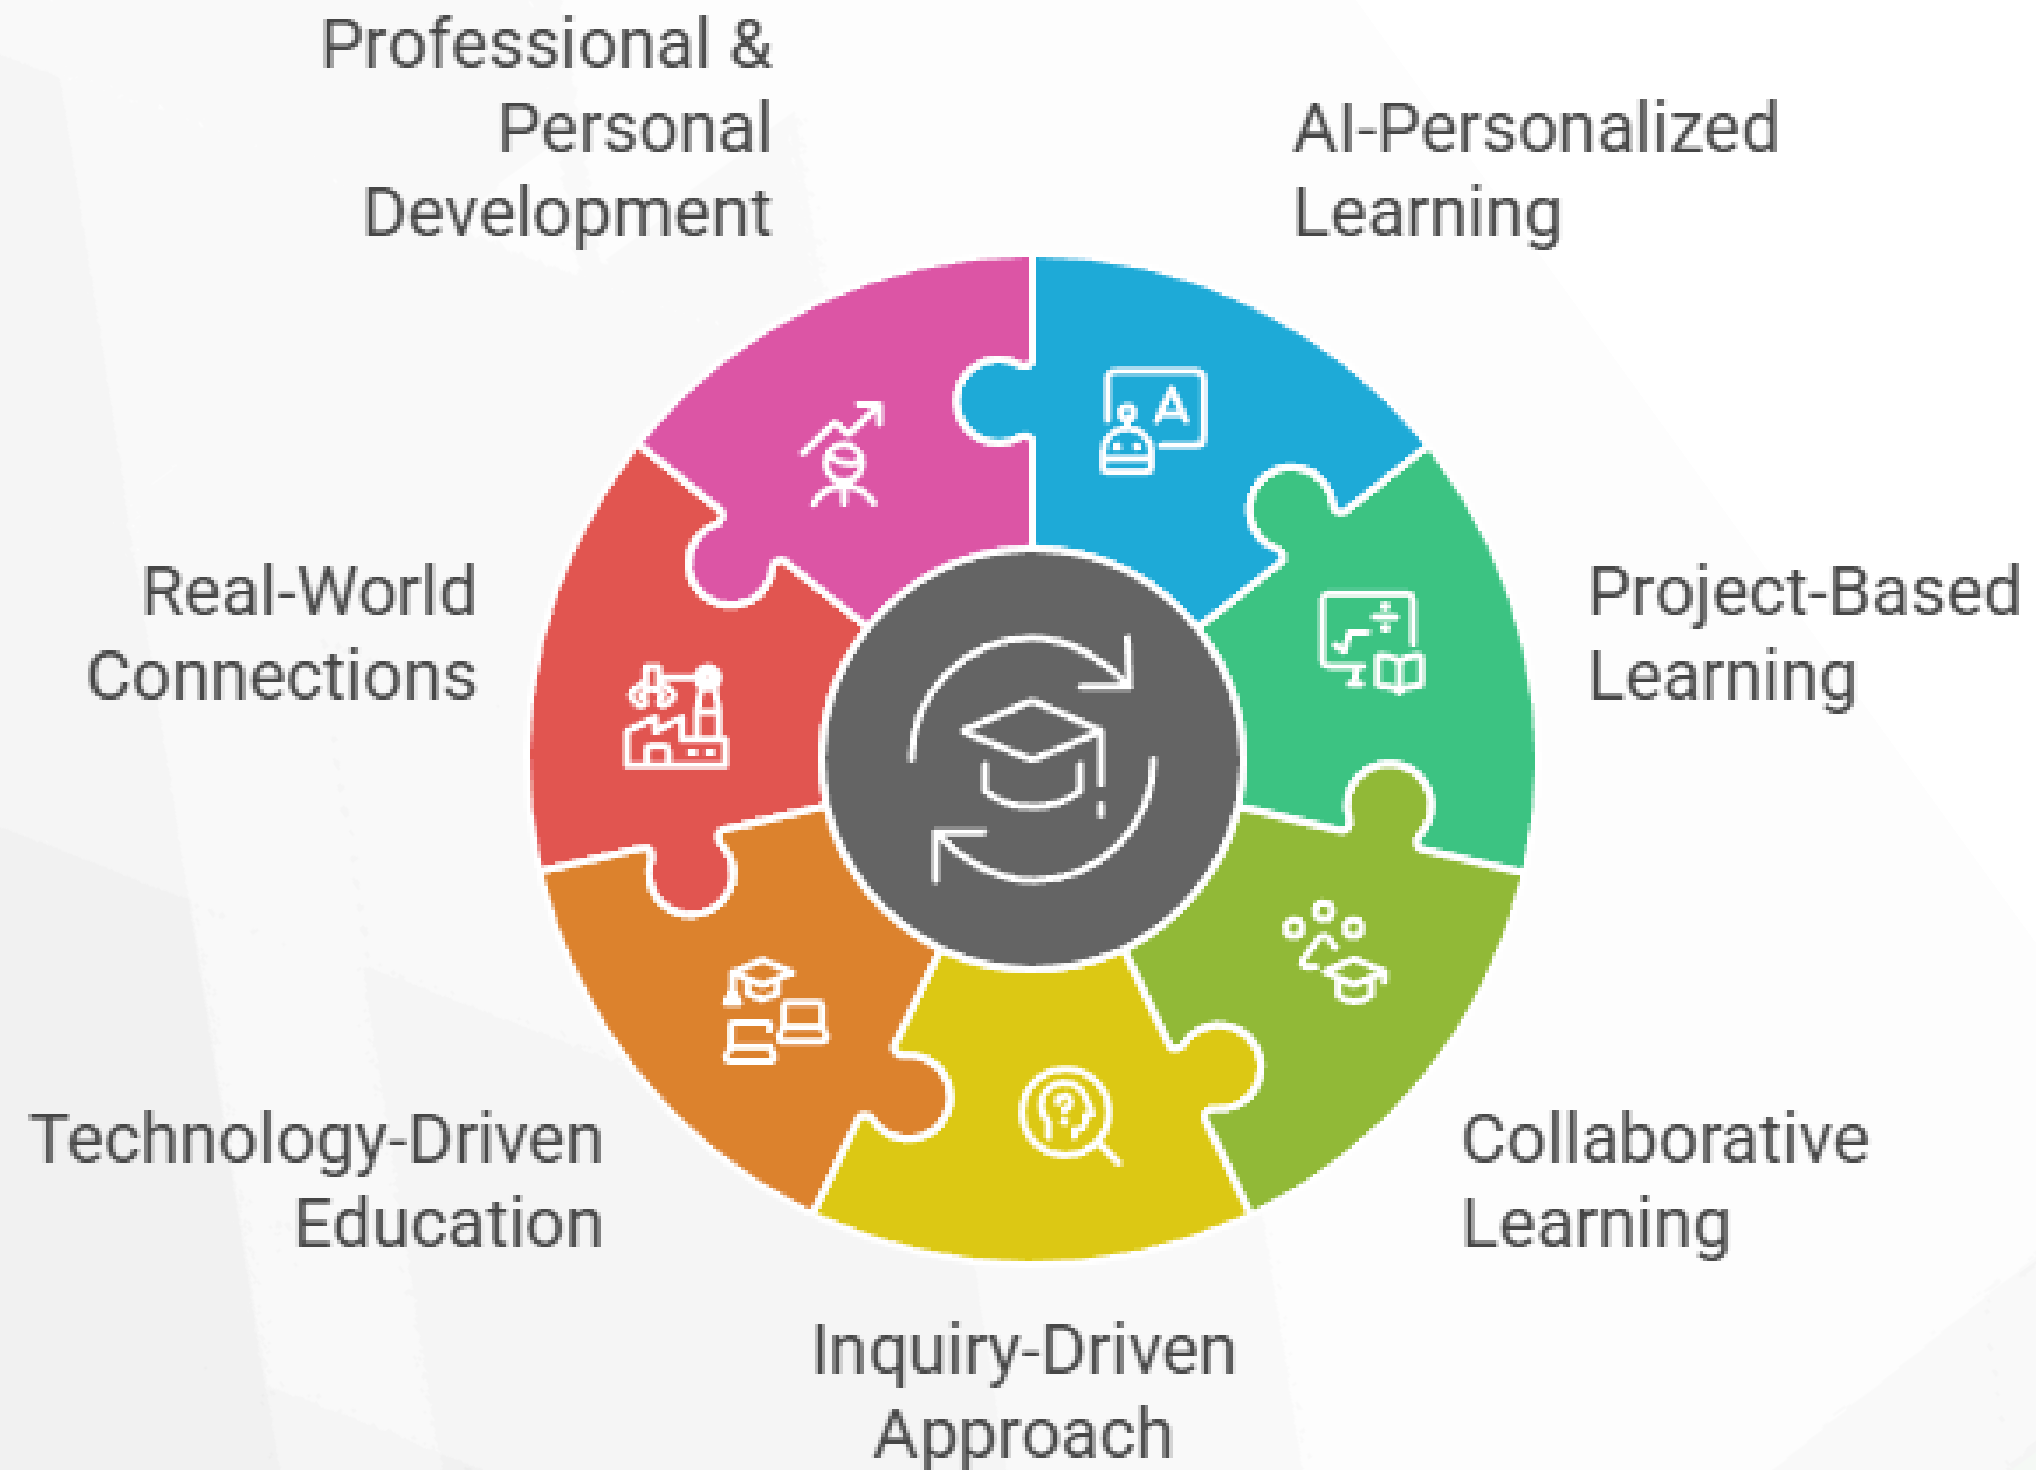 Professional &
Personal
Development
AI-Personalized
Learning
Real-World
Connections
Project-Based
Learning
Technology-Driven
Education
Collaborative
Learning
Inquiry-Driven
Approach
A
?